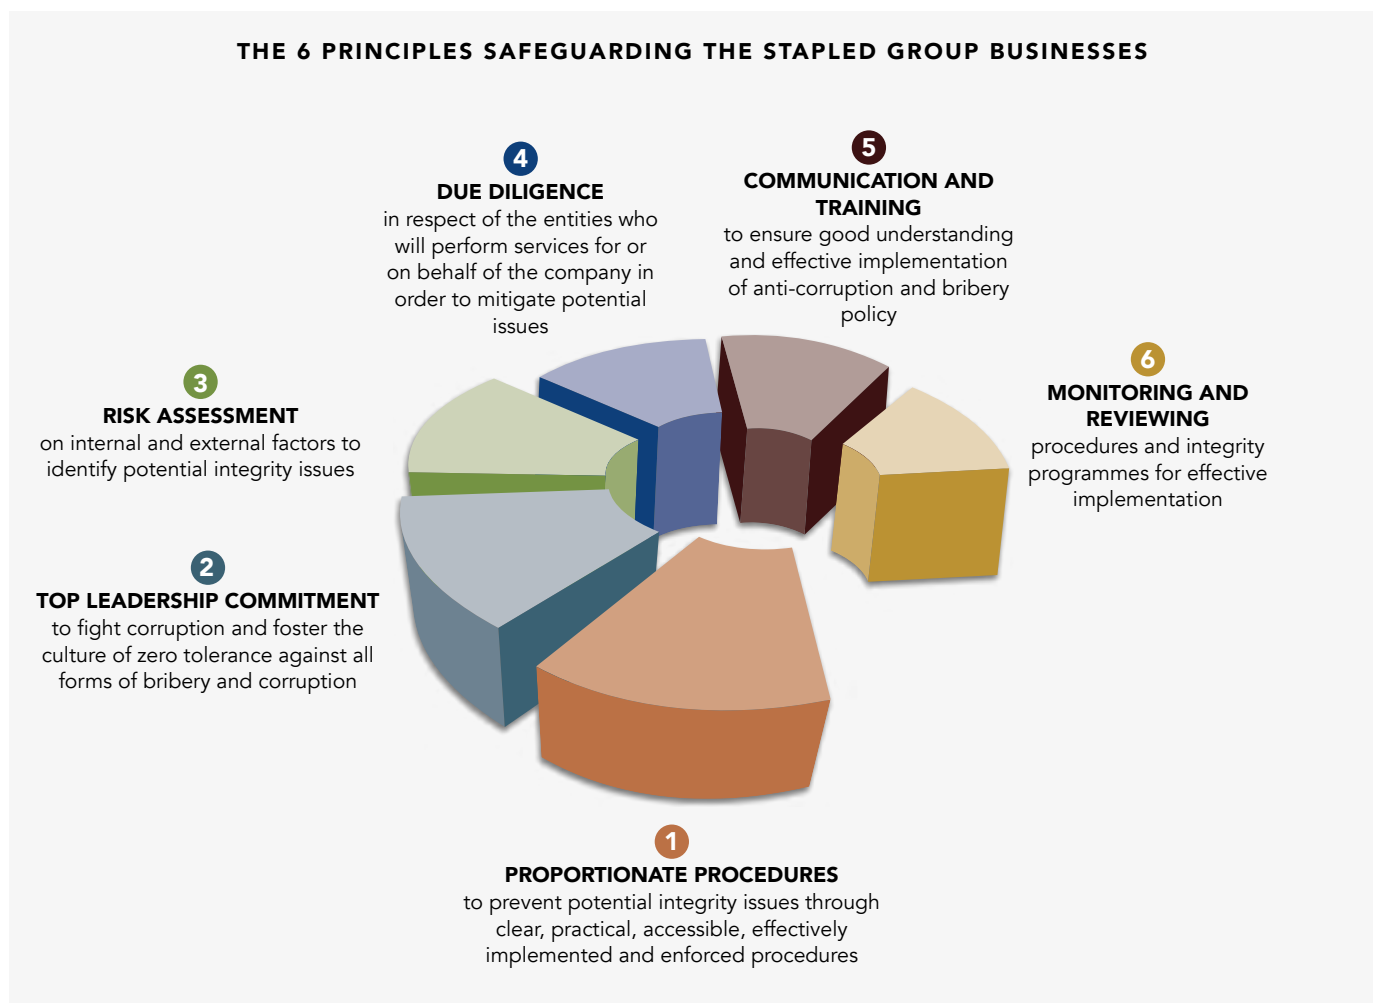 THE 6 PRINCIPLES SAFEGUARDING THE STAPLED GROUP BUSINESSES
4
DUE DILIGENCE
in respect of the entities who
will perform services for or
on behalf of the company in
order to mitigate potential
issues
5
COMMUNICATION AND
TRAINING
to ensure good understanding
and effective implementation
of anti-corruption and bribery
policy
3
RISK ASSESSMENT
on internal and external factors to
identify potential integrity issues
6
MONITORING AND
REVIEWING
procedures and integrity
programmes for effective
implementation
2
TOP LEADERSHIP COMMITMENT
to fight corruption and foster the
culture of zero tolerance against all
forms of bribery and corruption
1
PROPORTIONATE PROCEDURES
to prevent potential integrity issues through
clear, practical, accessible, effectively
implemented and enforced procedures